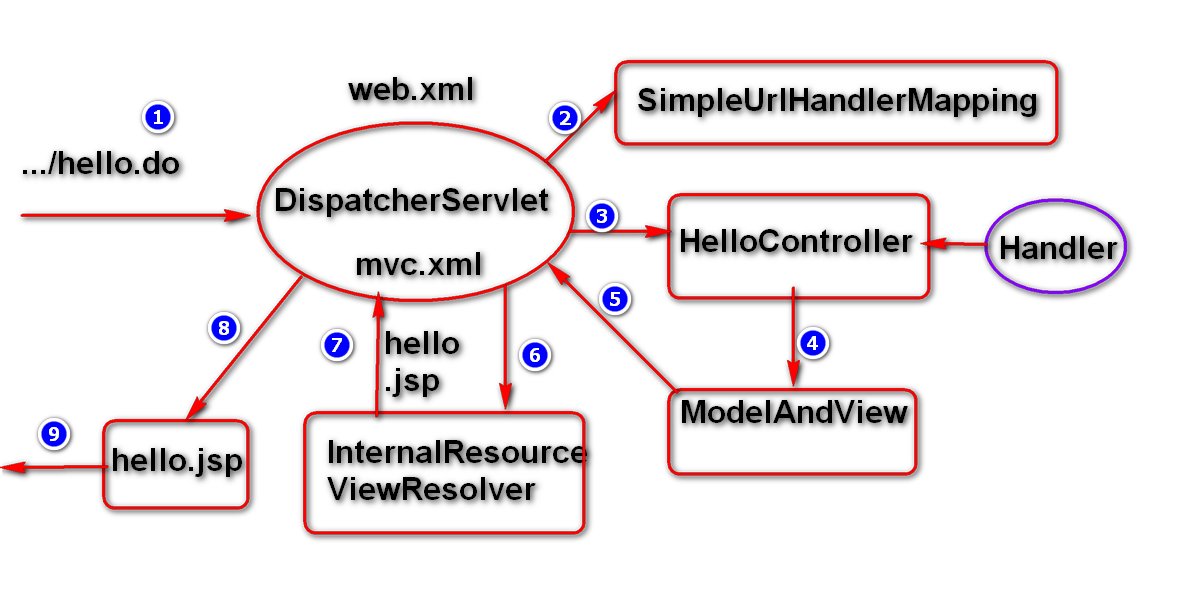 web.xml
SimpleUrlHandlerMapping
1
2
.../hello.do
DispatcherServlet
3
HelloController
Handler
mvc.xml
5
8
7
hello
.jsp
6
4
ModelAndView
9
hello.jsp
InternalResource
ViewResolver